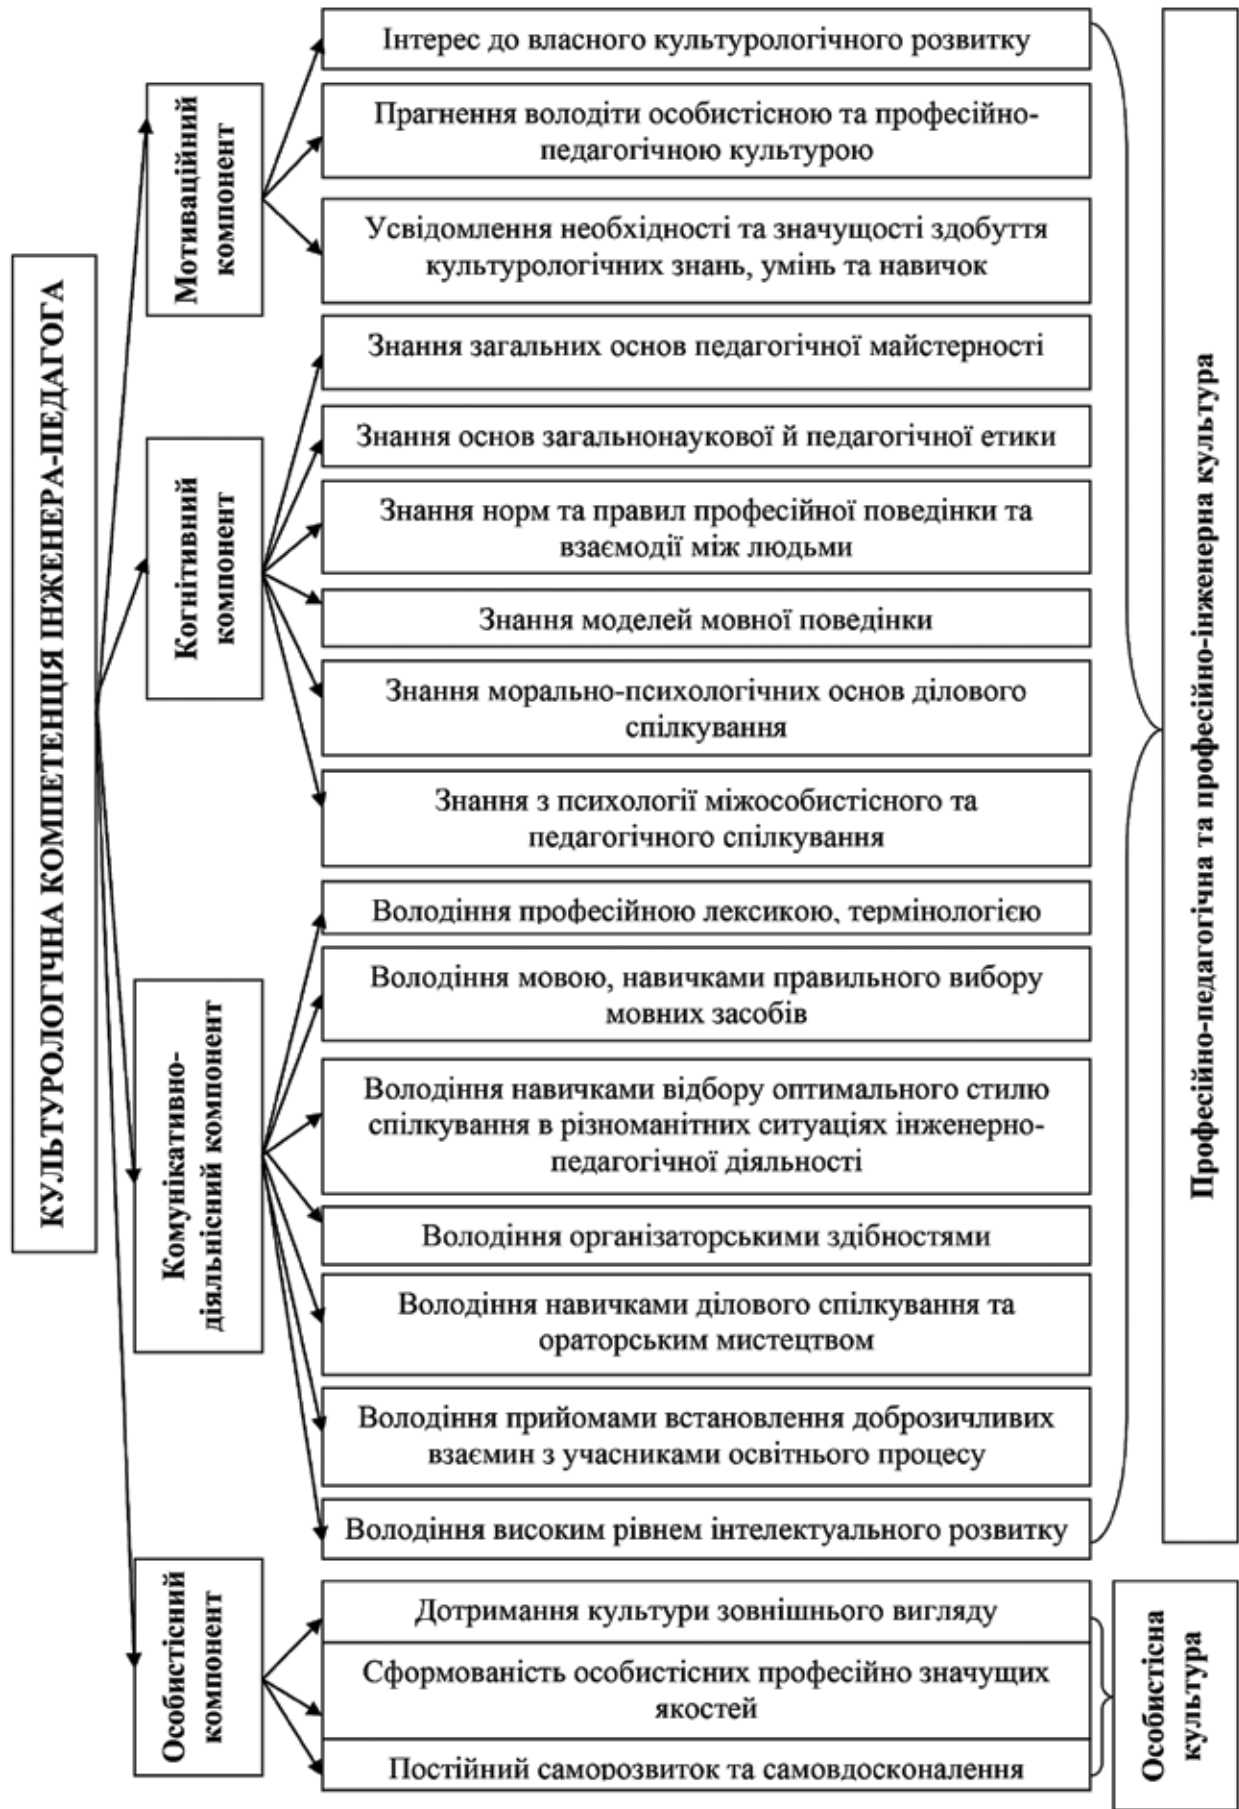 КУЛЬТУРОЛОГІЧНА КОМПЕТЕНЦІЯ ІНЖЕНЕРА-ПЕДАГОГА
Мотиваційний
компонент
Інтерес до власного культурологічного розвитку
Прагнення володіти особистісною та професійно-
педагогічною культурою
Усвідомлення необхідності та значущості здобуття
культурологічних знань, умінь та навичок
Когнітивний
компонент
Знання загальних основ педагогічної майстерності
Знання основ загальнонаукової й педагогічної етики
Знання норм та правил професійної поведінки та
взаємодії між людьми
Знання моделей мовної поведінки
Знання морально-психологічних основ ділового
спілкування
Знання з психології міжособистісного та
педагогічного спілкування
Комунікативно-
діяльнісний компонент
Володіння професійною лексикою, термінологією
Володіння мовою, навичками правильного вибору
мовних засобів
Володіння навичками відбору оптимального стилю
спілкування в різноманітних ситуаціях інженерно-
педагогічної діяльності
Володіння організаторськими здібностями
Володіння навичками ділового спілкування та
ораторським мистецтвом
Володіння прийомами встановлення доброзичливих
взаємин з учасниками освітнього процесу
Володіння високим рівнем інтелектуального розвитку
Професійно-педагогічна та професійно-інженерна культура
Особистісний
компонент
Дотримання культури зовнішнього вигляду
Сформованість особистісних професійно значущих
якостей
Постійний саморозвиток та самовдосконалення
Особистісна
культура